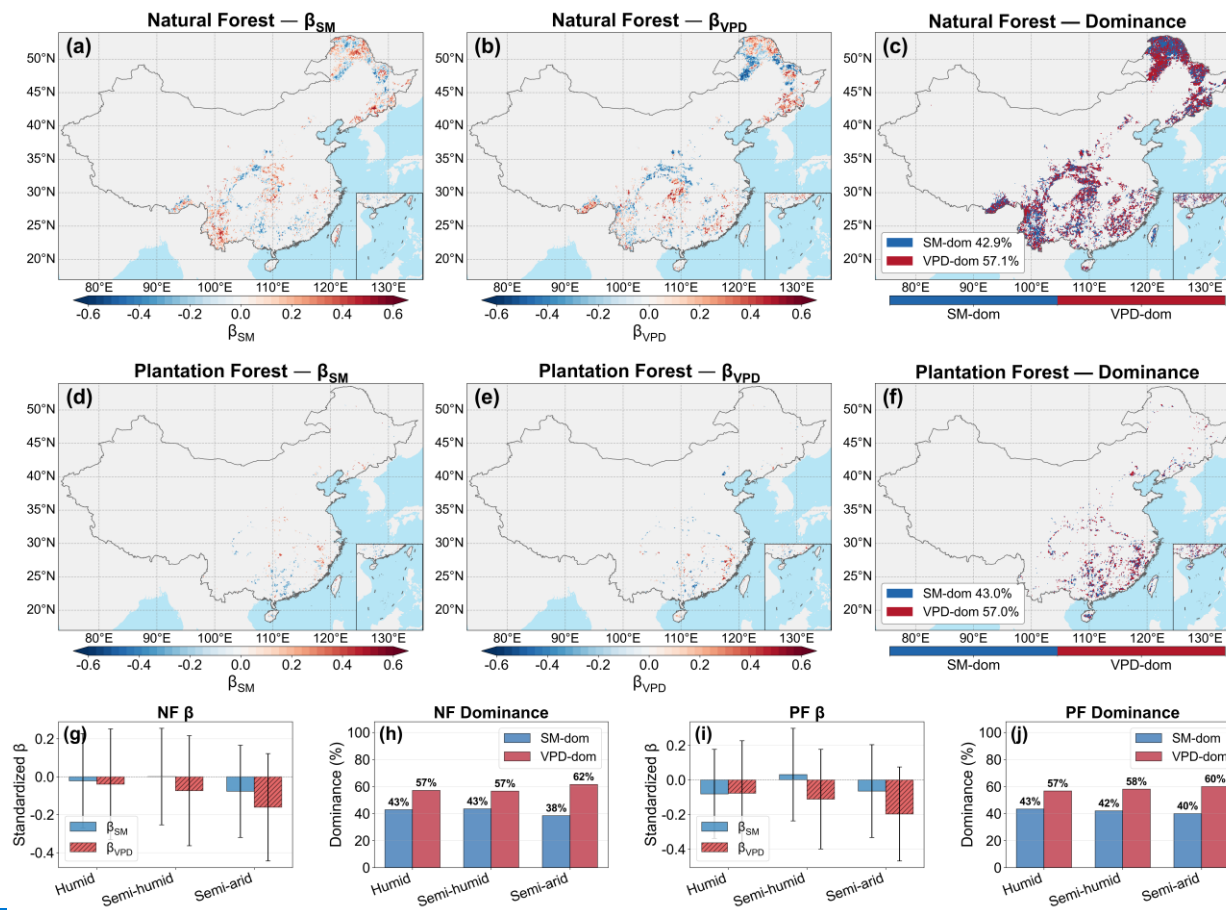 Natural Forest — βSM
Natural Forest — βVPD
Natural Forest — Dominance
(a)
(b)
(c)
50°N
45°N
40°N
35°N
30°N
25°N
20°N
50°N
45°N
40°N
35°N
30°N
25°N
20°N
50°N
45°N
40°N
35°N
30°N
25°N
20°N
SM-dom 42.9%
VPD-dom 57.1%
80°E 90°E 100°E 110°E 120°E 130°E
80°E 90°E 100°E 110°E 120°E 130°E
80°E 90°E 100°E 110°E 120°E 130°E
-0.6 -0.4 -0.2 0.0 0.2 0.4 0.6
βSM
-0.6 -0.4 -0.2 0.0 0.2 0.4 0.6
βVPD
SM-dom VPD-dom
Plantation Forest — βSM
Plantation Forest — βVPD
Plantation Forest — Dominance
(d)
(e)
(f)
50°N
45°N
40°N
35°N
30°N
25°N
20°N
50°N
45°N
40°N
35°N
30°N
25°N
20°N
50°N
45°N
40°N
35°N
30°N
25°N
20°N
SM-dom 43.0%
VPD-dom 57.0%
80°E 90°E 100°E 110°E 120°E 130°E
80°E 90°E 100°E 110°E 120°E 130°E
80°E 90°E 100°E 110°E 120°E 130°E
-0.6 -0.4 -0.2 0.0 0.2 0.4 0.6
βSM
-0.6 -0.4 -0.2 0.0 0.2 0.4 0.6
βVPD
SM-dom VPD-dom
NF β
(g)
Standardized β
0.2
0.0
-0.2
-0.4
βSM
βVPD
Humid Semi-humid Semi-arid
NF Dominance
(h)
Dominance (%)
100
80
60
40
20
0
SM-dom
VPD-dom
43% 57% 43% 57% 38% 62%
Humid Semi-humid Semi-arid
PF β
(i)
Standardized β
0.2
0.0
-0.2
-0.4
βSM
βVPD
Humid Semi-humid Semi-arid
PF Dominance
(j)
Dominance (%)
100
80
60
40
20
0
SM-dom
VPD-dom
43% 57% 42% 58% 40% 60%
Humid Semi-humid Semi-arid